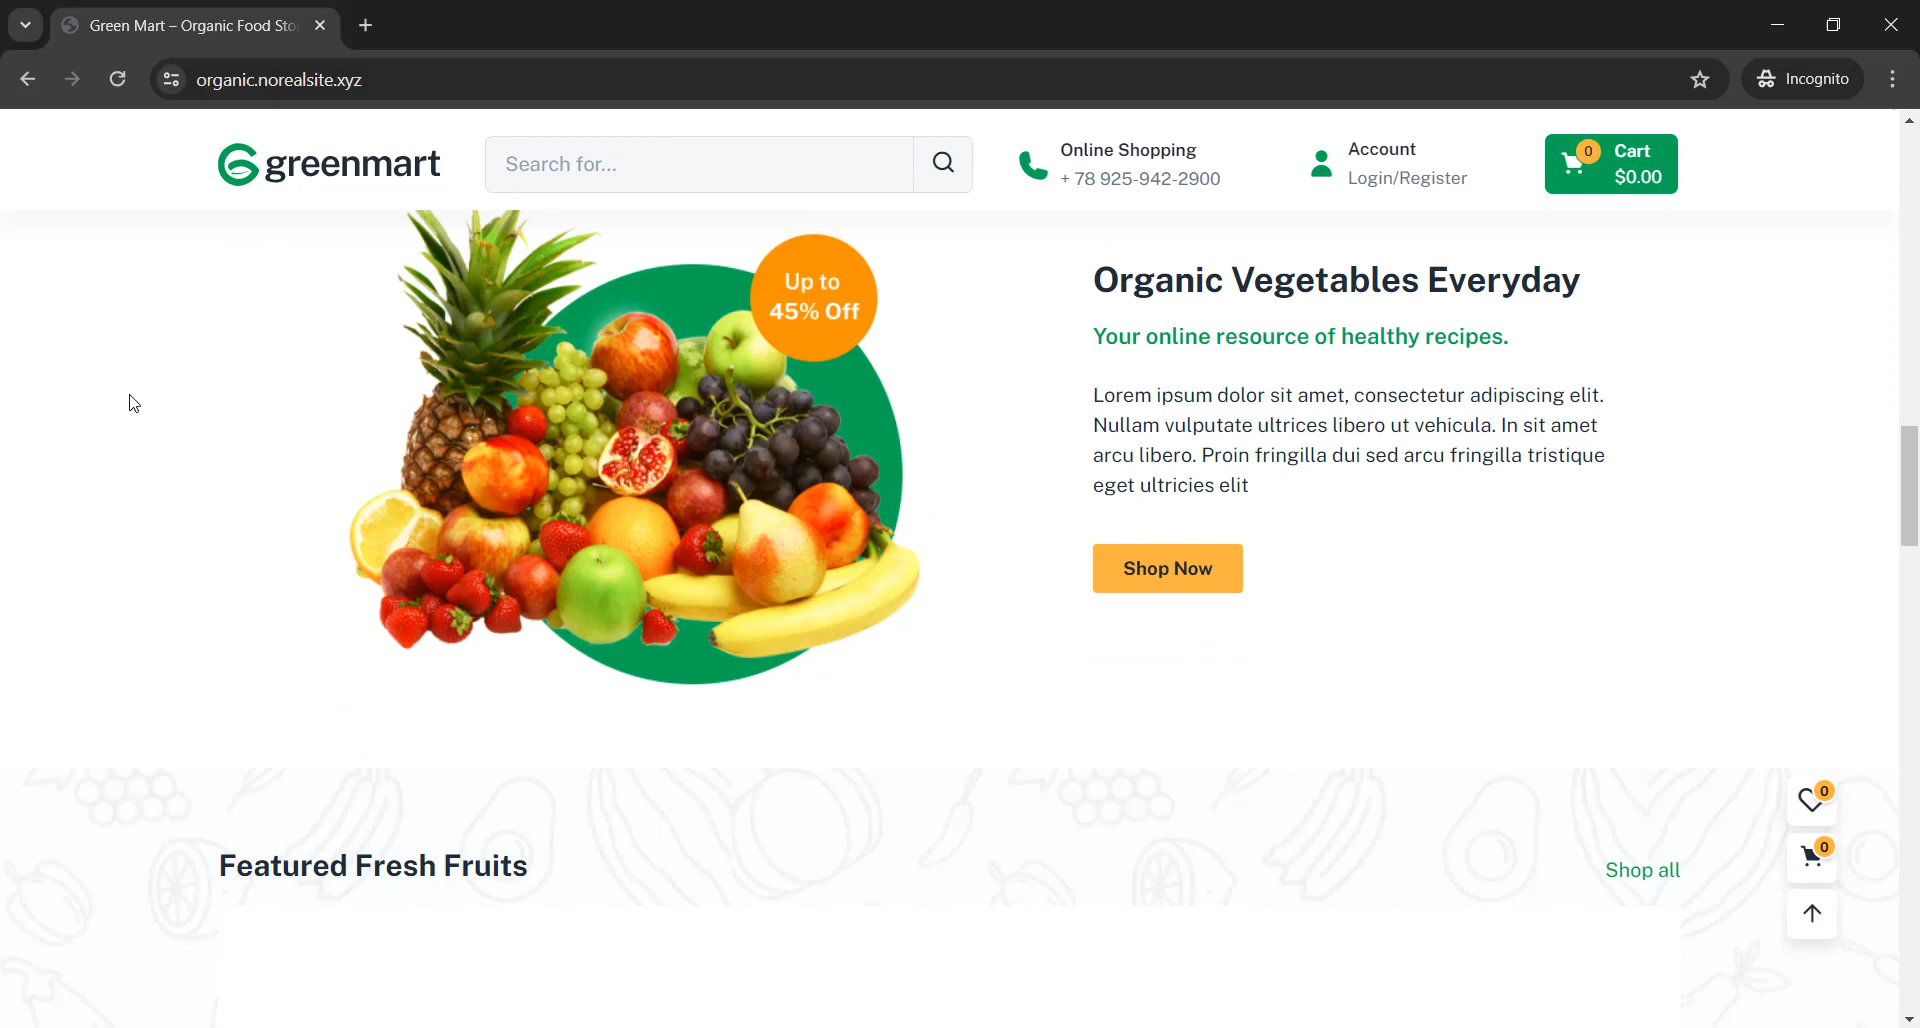 Green Mart – Organic Food Sto
organic.norealsite.xyz
Incognito
greenmart
Search for...
Online Shopping
+ 78 925-942-2900
Account
Login/Register
0
Cart
$0.00
Up to
45% Off
Organic Vegetables Everyday
Your online resource of healthy recipes.
Lorem ipsum dolor sit amet, consectetur adipiscing elit.
Nullam vulputate ultrices libero ut vehicula. In sit amet
arcu libero. Proin fringilla dui sed arcu fringilla tristique
eget ultricies elit
Shop Now
0
0
Featured Fresh Fruits
Shop all